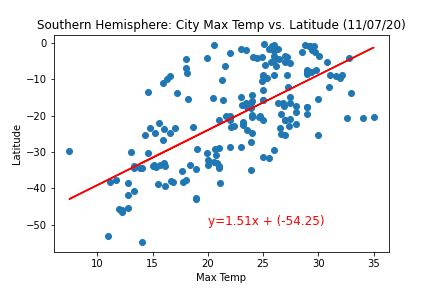 Southern Hemisphere: City Max Temp vs. Latitude (11/07/20)
0
−10
−20
−30
−40
−50
Latitude
y=1.51x + (-54.25)
10 15 20 25 30 35
Max Temp